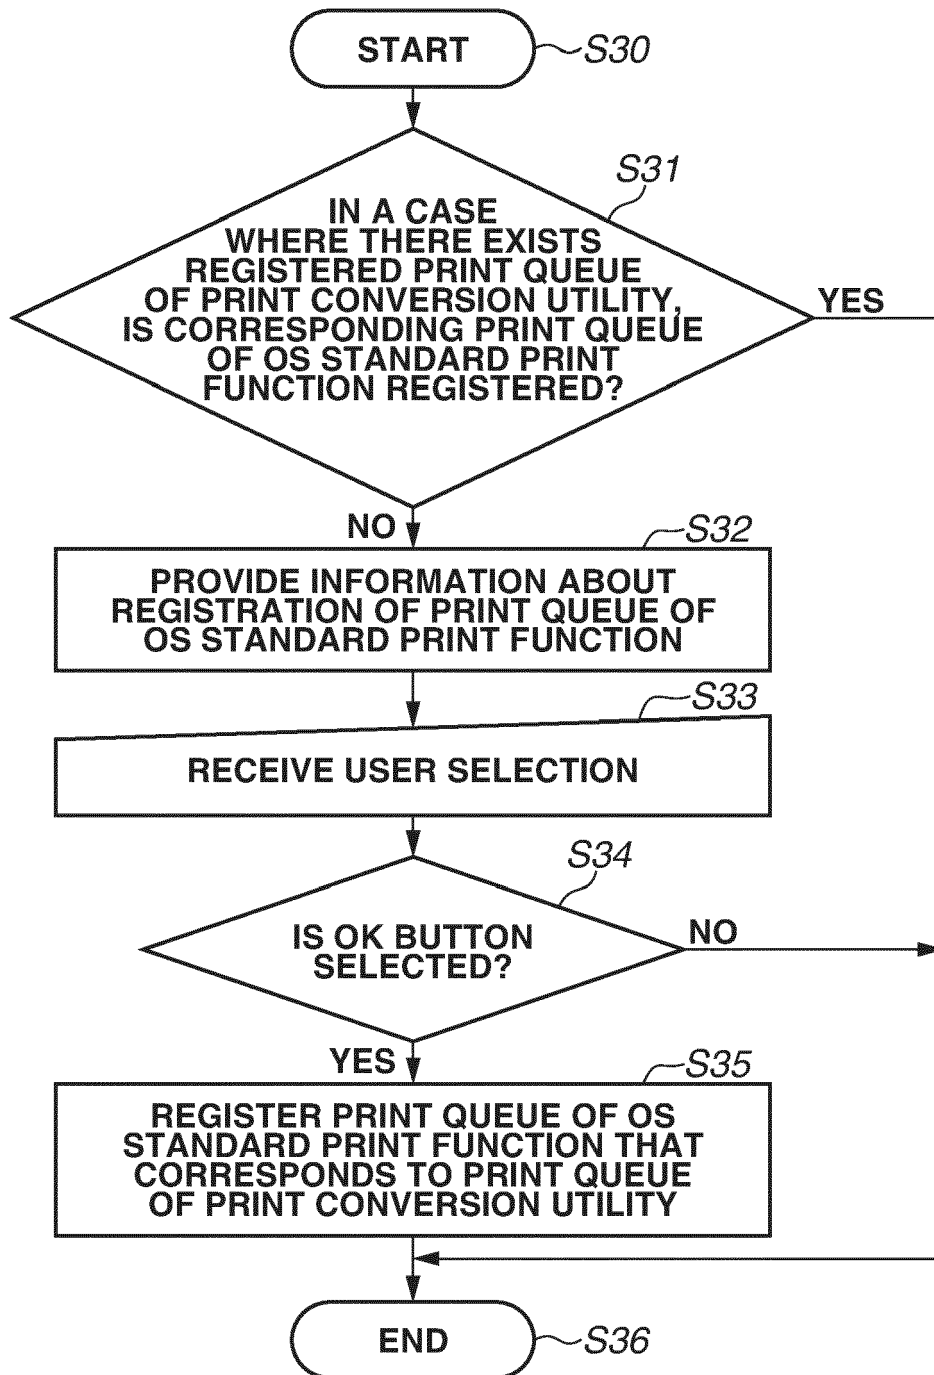 START
S30
S31
IN A CASE
WHERE THERE EXISTS
REGISTERED PRINT QUEUE
OF PRINT CONVERSION UTILITY,
IS CORRESPONDING PRINT QUEUE
OF OS STANDARD PRINT
FUNCTION REGISTERED?
YES
NO
S32
PROVIDE INFORMATION ABOUT
REGISTRATION OF PRINT QUEUE OF
OS STANDARD PRINT FUNCTION
S33
RECEIVE USER SELECTION
S34
IS OK BUTTON
SELECTED?
NO
YES
S35
REGISTER PRINT QUEUE OF OS
STANDARD PRINT FUNCTION THAT
CORRESPONDS TO PRINT QUEUE
OF PRINT CONVERSION UTILITY
END
S36